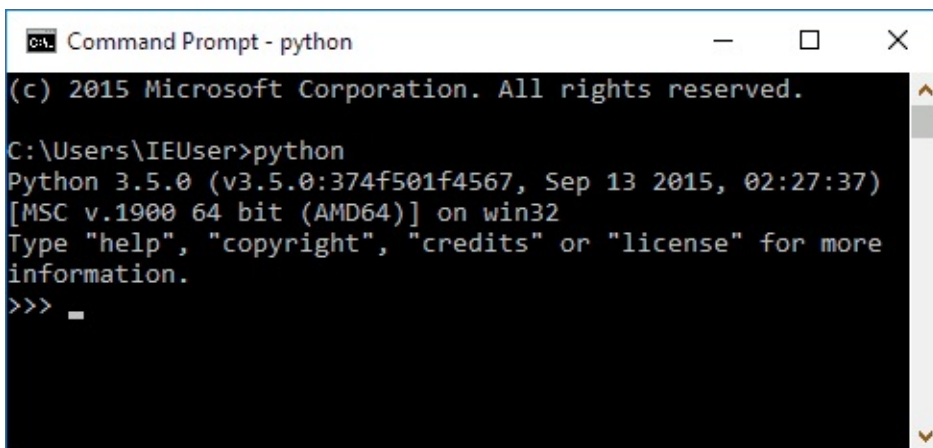 Command Prompt - python
(c) 2015 Microsoft Corporation. All rights reserved.
C:\Users\IEUser>python
Python 3.5.0 (v3.5.0:374f501f4567, Sep 13 2015, 02:27:37)
[MSC v.1900 64 bit (AMD64)] on win32
Type "help", "copyright", "credits" or "license" for more
information.
>>> _